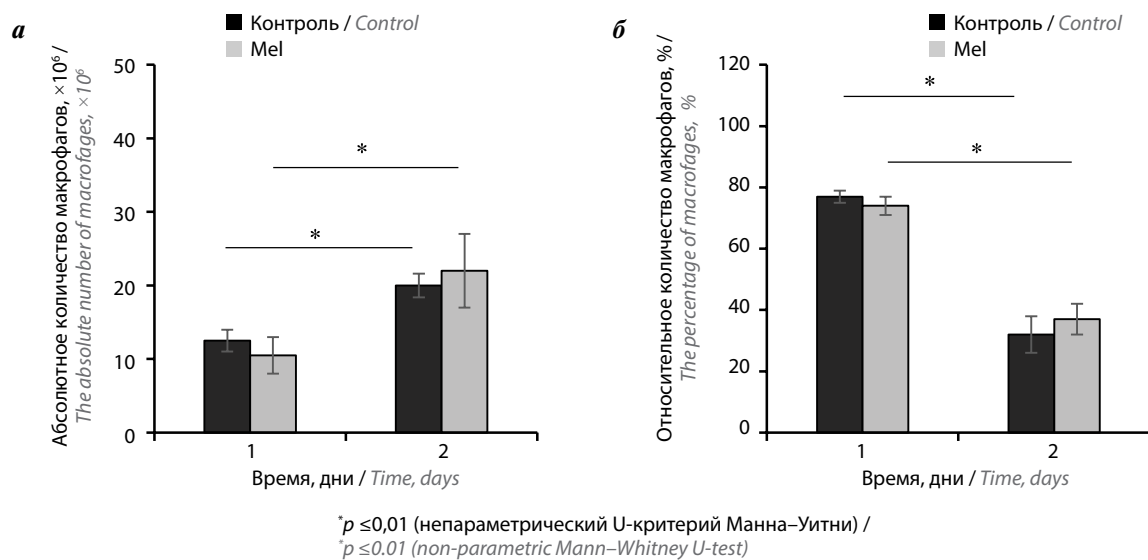 а
Контроль / Control
Mel
Абсолютное количество макрофагов, ×10⁶ /
The absolute number of macrofages, ×10⁶
50
40
30
20
10
0
*
*
1
2
Время, дни / Time, days
б
Контроль / Control
Mel
Относительное количество макрофагов, % /
The percentage of macrofages, %
120
100
80
60
40
20
0
*
*
1
2
Время, дни / Time, days
*p ≤0,01 (непараметрический U-критерий Манна–Уитни) /
*p ≤0.01 (non-parametric Mann–Whitney U-test)